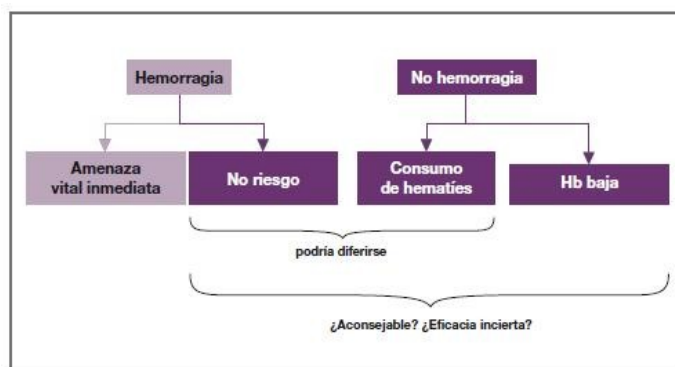 Hemorragia
No hemorragia
Amenaza
vital inmediata
No riesgo
Consumo
de hematíes
Hb baja
podría diferirse
¿Aconsejable? ¿Eficacia incierta?